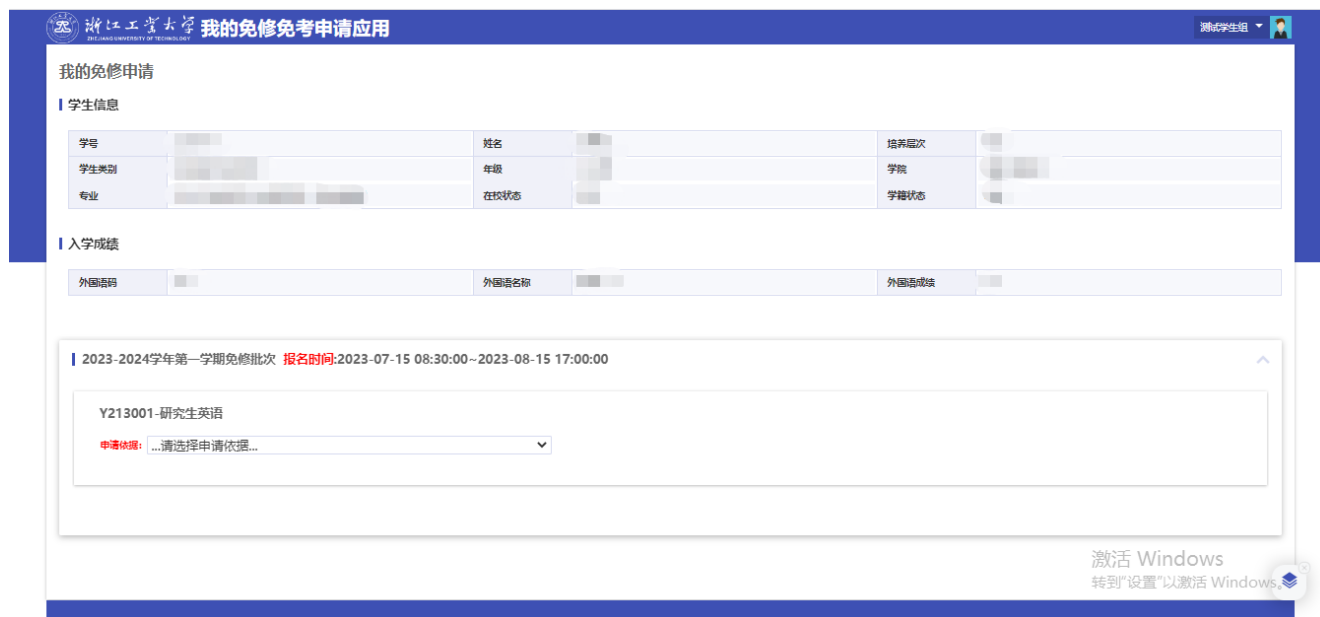 浙江工业大学 我的免修免考申请应用 测试学生组
ZHEJIANG UNIVERSITY OF TECHNOLOGY
我的免修申请
学生信息
学号 姓名 培养层次
学生类别 年级 学院
专业 在校状态 学籍状态
入学成绩
外国语码 外国语名称 外国语成绩
2023-2024学年第一学期免修批次 报名时间:2023-07-15 08:30:00~2023-08-15 17:00:00
Y213001-研究生英语
申请依据: ...请选择申请依据...
激活 Windows
转到"设置"以激活 Windows。